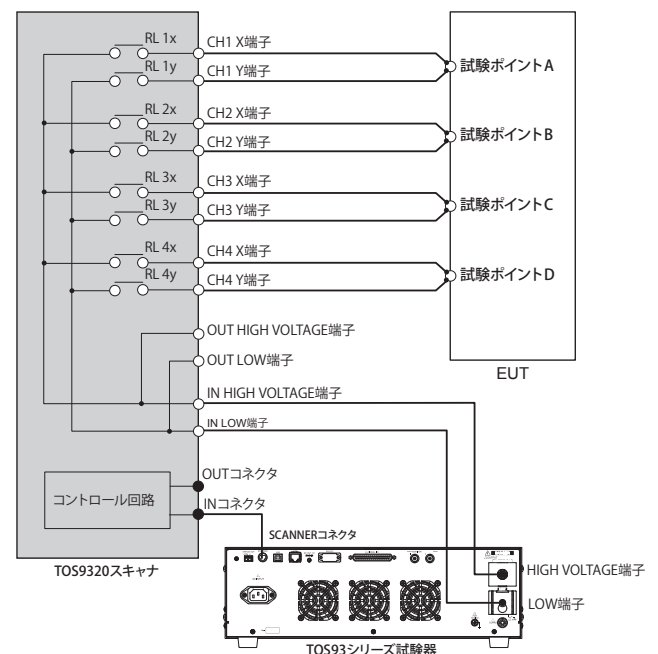 RL 1x
CH1 X端子
RL 1y
CH1 Y端子
試験ポイントA
RL 2x
CH2 X端子
RL 2y
CH2 Y端子
試験ポイントB
RL 3x
CH3 X端子
RL 3y
CH3 Y端子
試験ポイントC
RL 4x
CH4 X端子
RL 4y
CH4 Y端子
試験ポイントD
OUT HIGH VOLTAGE端子
OUT LOW端子
EUT
IN HIGH VOLTAGE端子
IN LOW端子
OUTコネクタ
コントロール回路
INコネクタ
SCANNERコネクタ
TOS9320スキャナ
HIGH VOLTAGE端子
LOW端子
TOS93シリーズ試験器